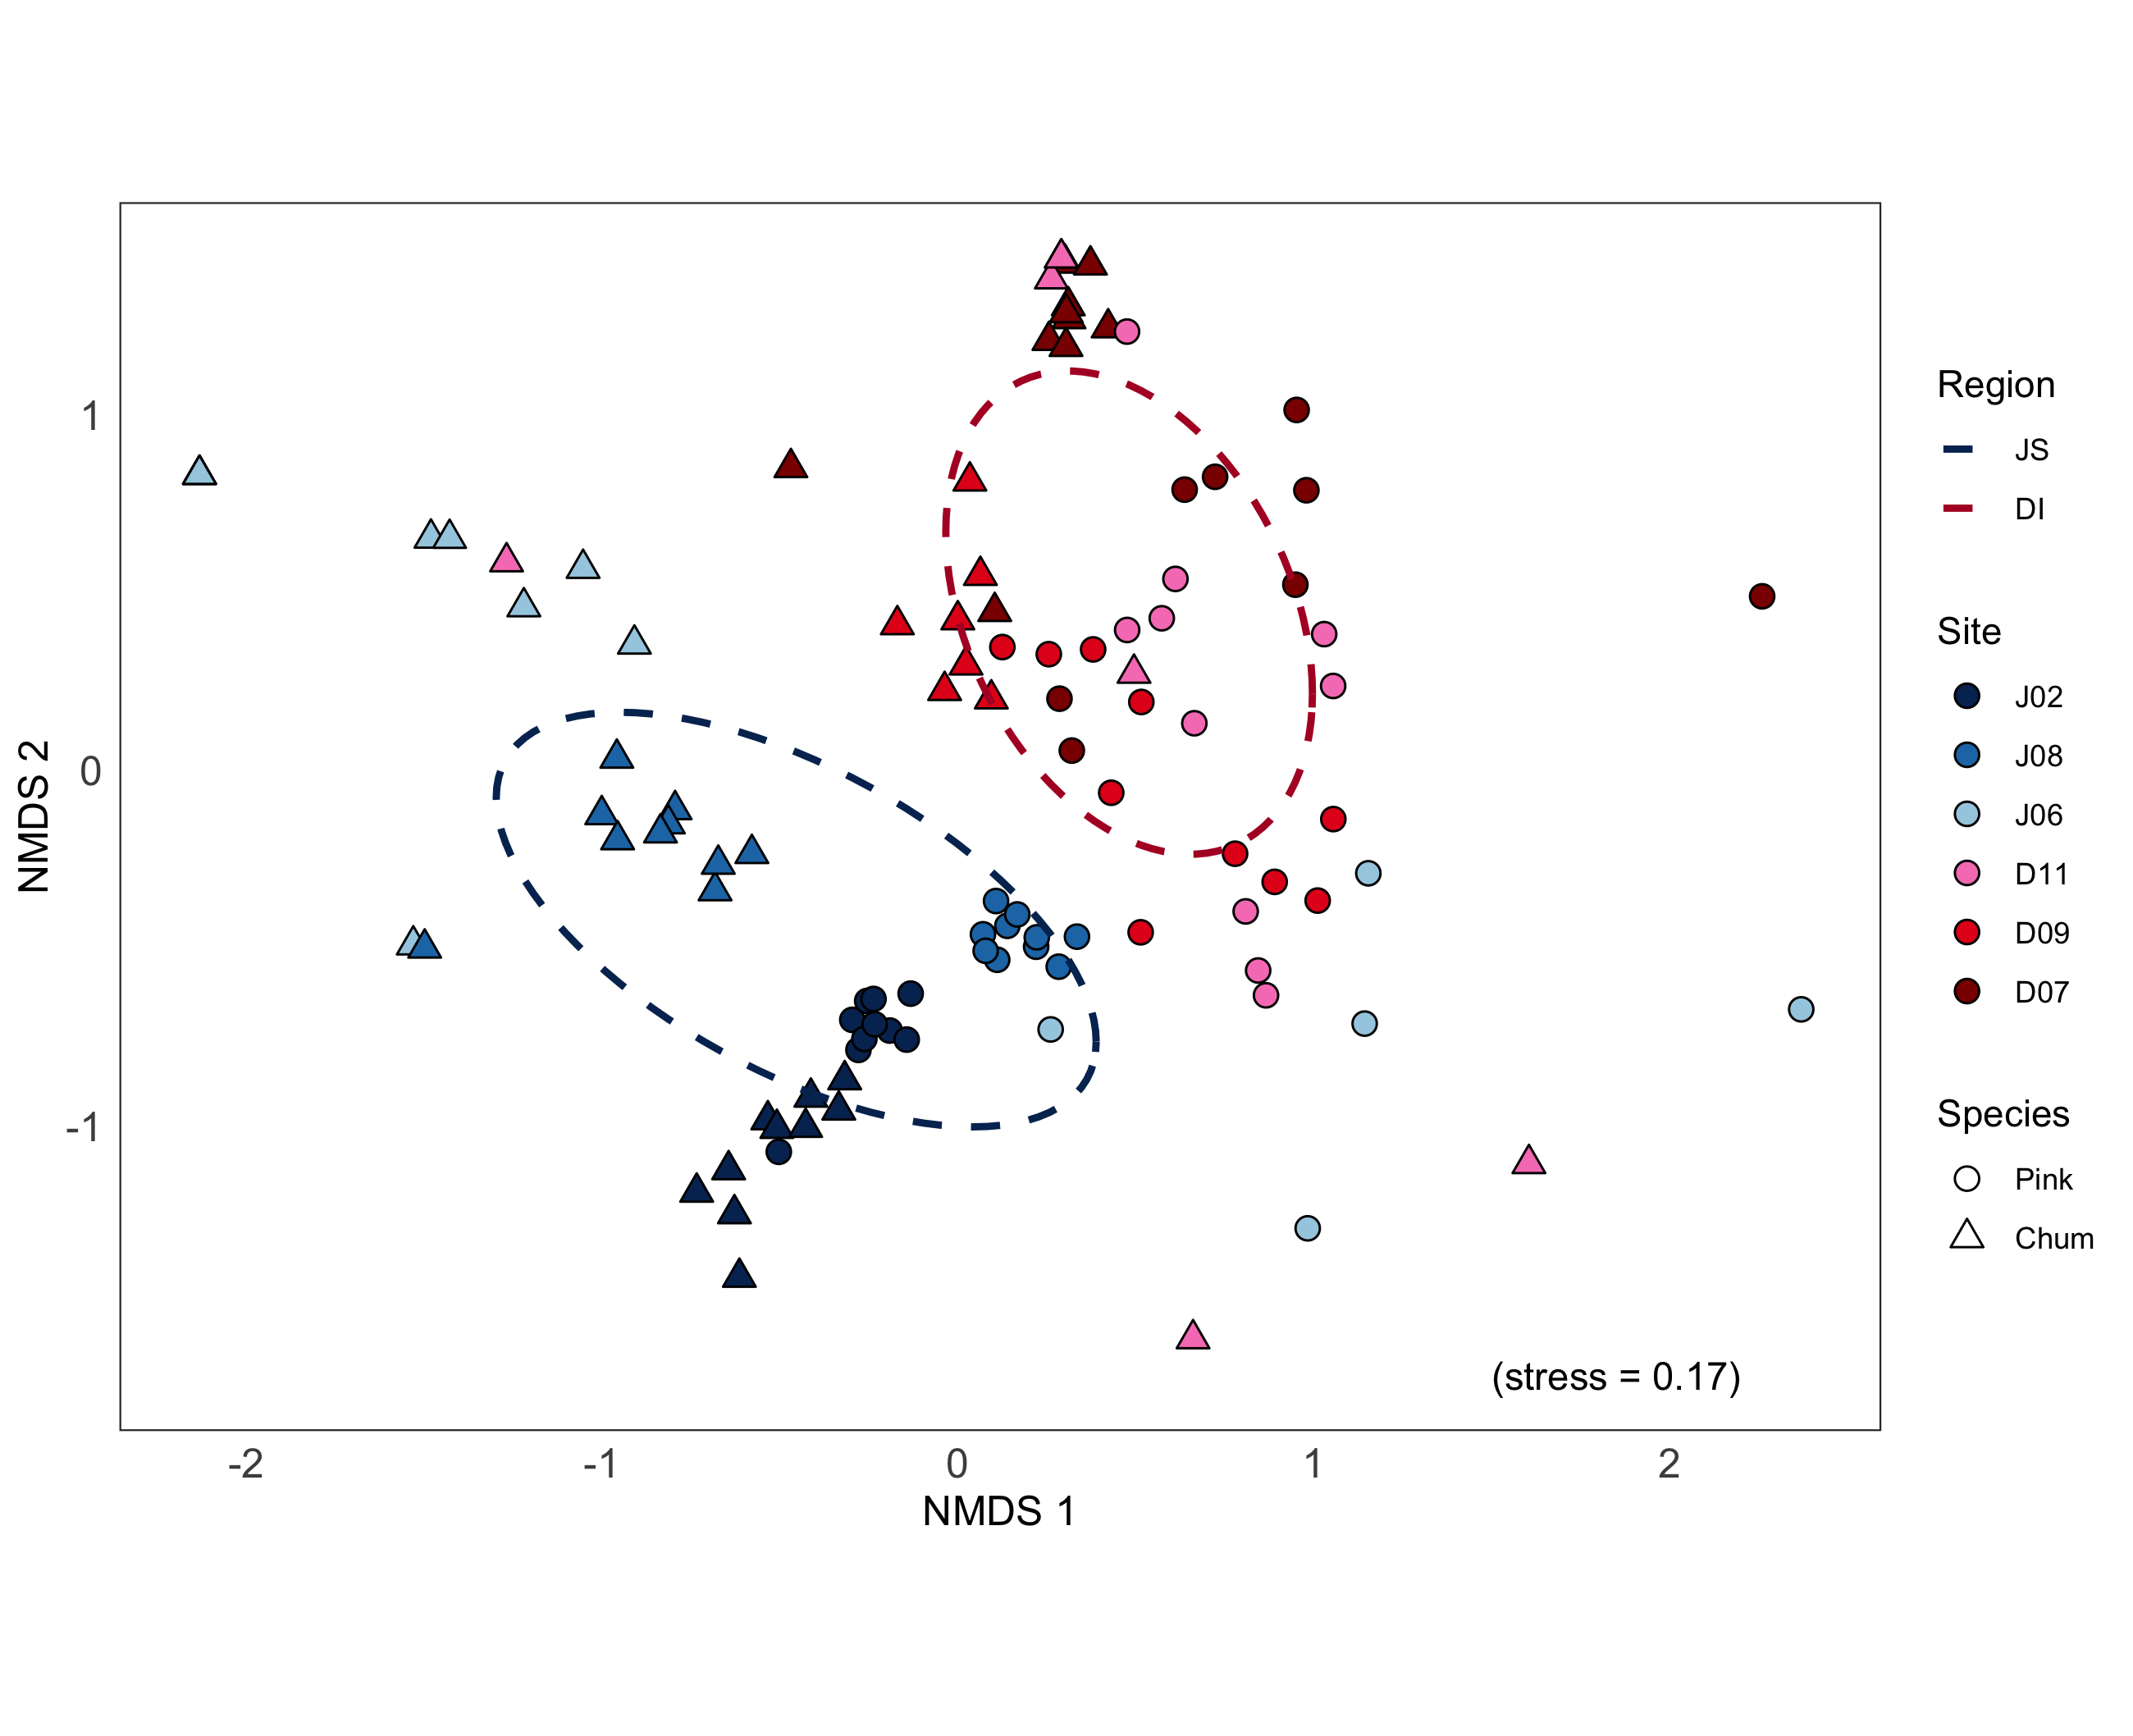 NMDS 2
1
0
-1
-2
-1
0
1
2
NMDS 1
(stress = 0.17)
Region
JS
DI
Site
J02
J08
J06
D11
D09
D07
Species
Pink
Chum